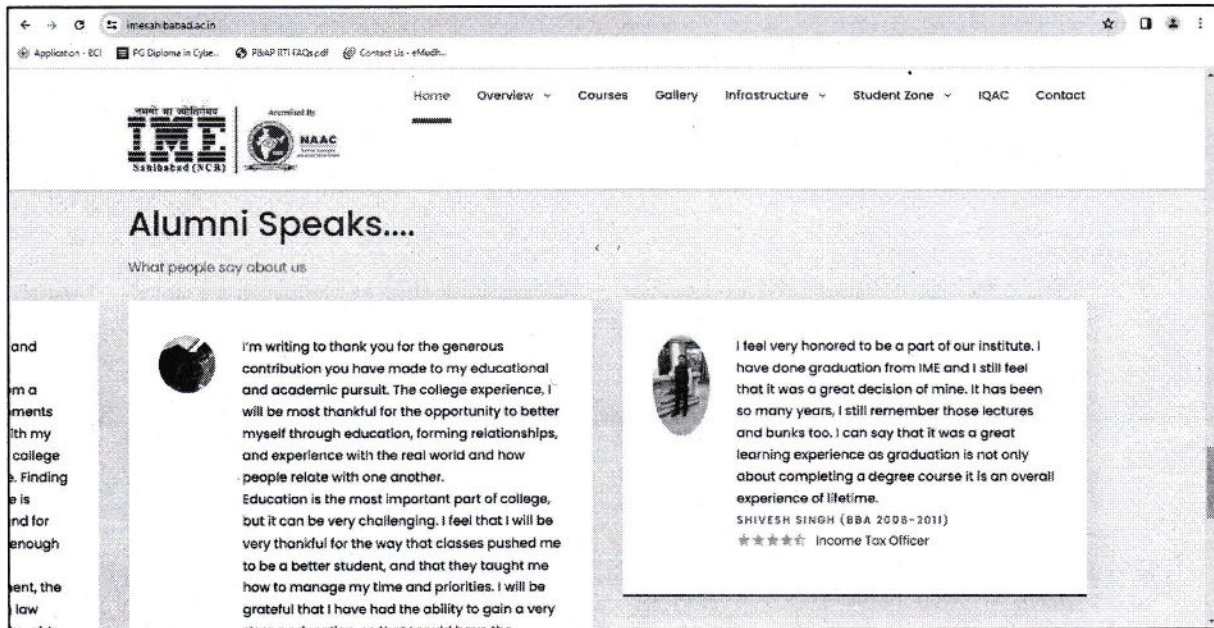 imesahibabad.ac.in
Application - ECI
PG Diploma in Cybe...
P&AP RTI FAQs.pdf
Contact Us - eMudh...
Home
Overview
Courses
Gallery
Infrastructure
Student Zone
IQAC
Contact
IME
Sahibabad (NCR)
Accredited By
NAAC
Alumni Speaks....
What people say about us
and
m a
ments
ith my
college
e. Finding
e is
nd for
enough
ent, the
law
I'm writing to thank you for the generous
contribution you have made to my educational
and academic pursuit. The college experience, I
will be most thankful for the opportunity to better
myself through education, forming relationships,
and experience with the real world and how
people relate with one another.
Education is the most important part of college,
but it can be very challenging. I feel that I will be
very thankful for the way that classes pushed me
to be a better student, and that they taught me
how to manage my time and priorities. I will be
grateful that I have had the ability to gain a very
I feel very honored to be a part of our institute. I
have done graduation from IME and I still feel
that it was a great decision of mine. It has been
so many years, I still remember those lectures
and bunks too. I can say that it was a great
learning experience as graduation is not only
about completing a degree course it is an overall
experience of lifetime.
SHIVESH SINGH (BBA 2008-2011)
Income Tax Officer